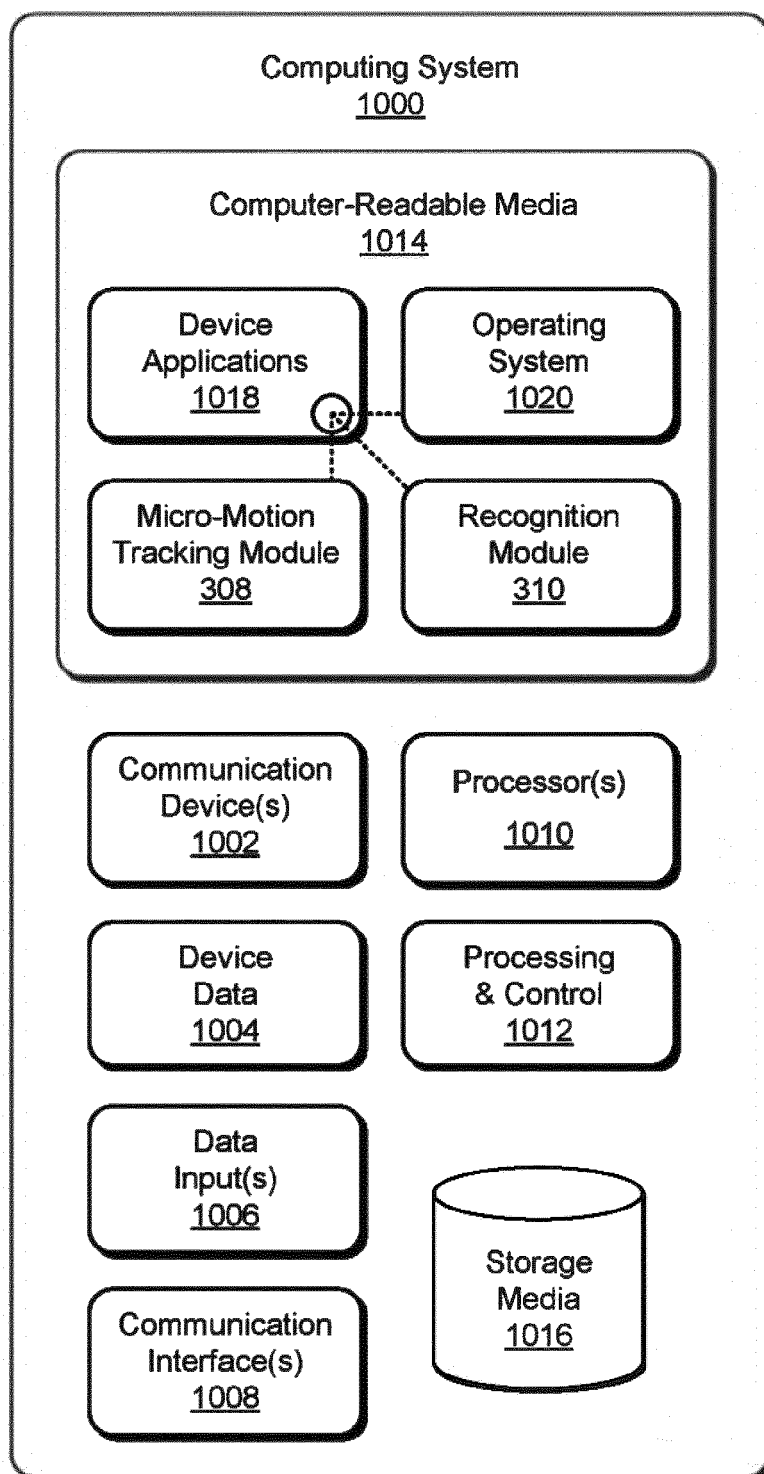 Computing System
1000
Computer-Readable Media
1014
Device
Applications
1018
Operating
System
1020
Micro-Motion
Tracking Module
308
Recognition
Module
310
Communication
Device(s)
1002
Processor(s)
1010
Device
Data
1004
Processing
& Control
1012
Data
Input(s)
1006
Storage
Media
1016
Communication
Interface(s)
1008